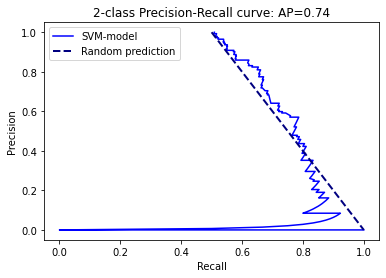 2-class Precision-Recall curve: AP=0.74
SVM-model
Random prediction
Precision
1.0
0.8
0.6
0.4
0.2
0.0
0.0 0.2 0.4 0.6 0.8 1.0
Recall